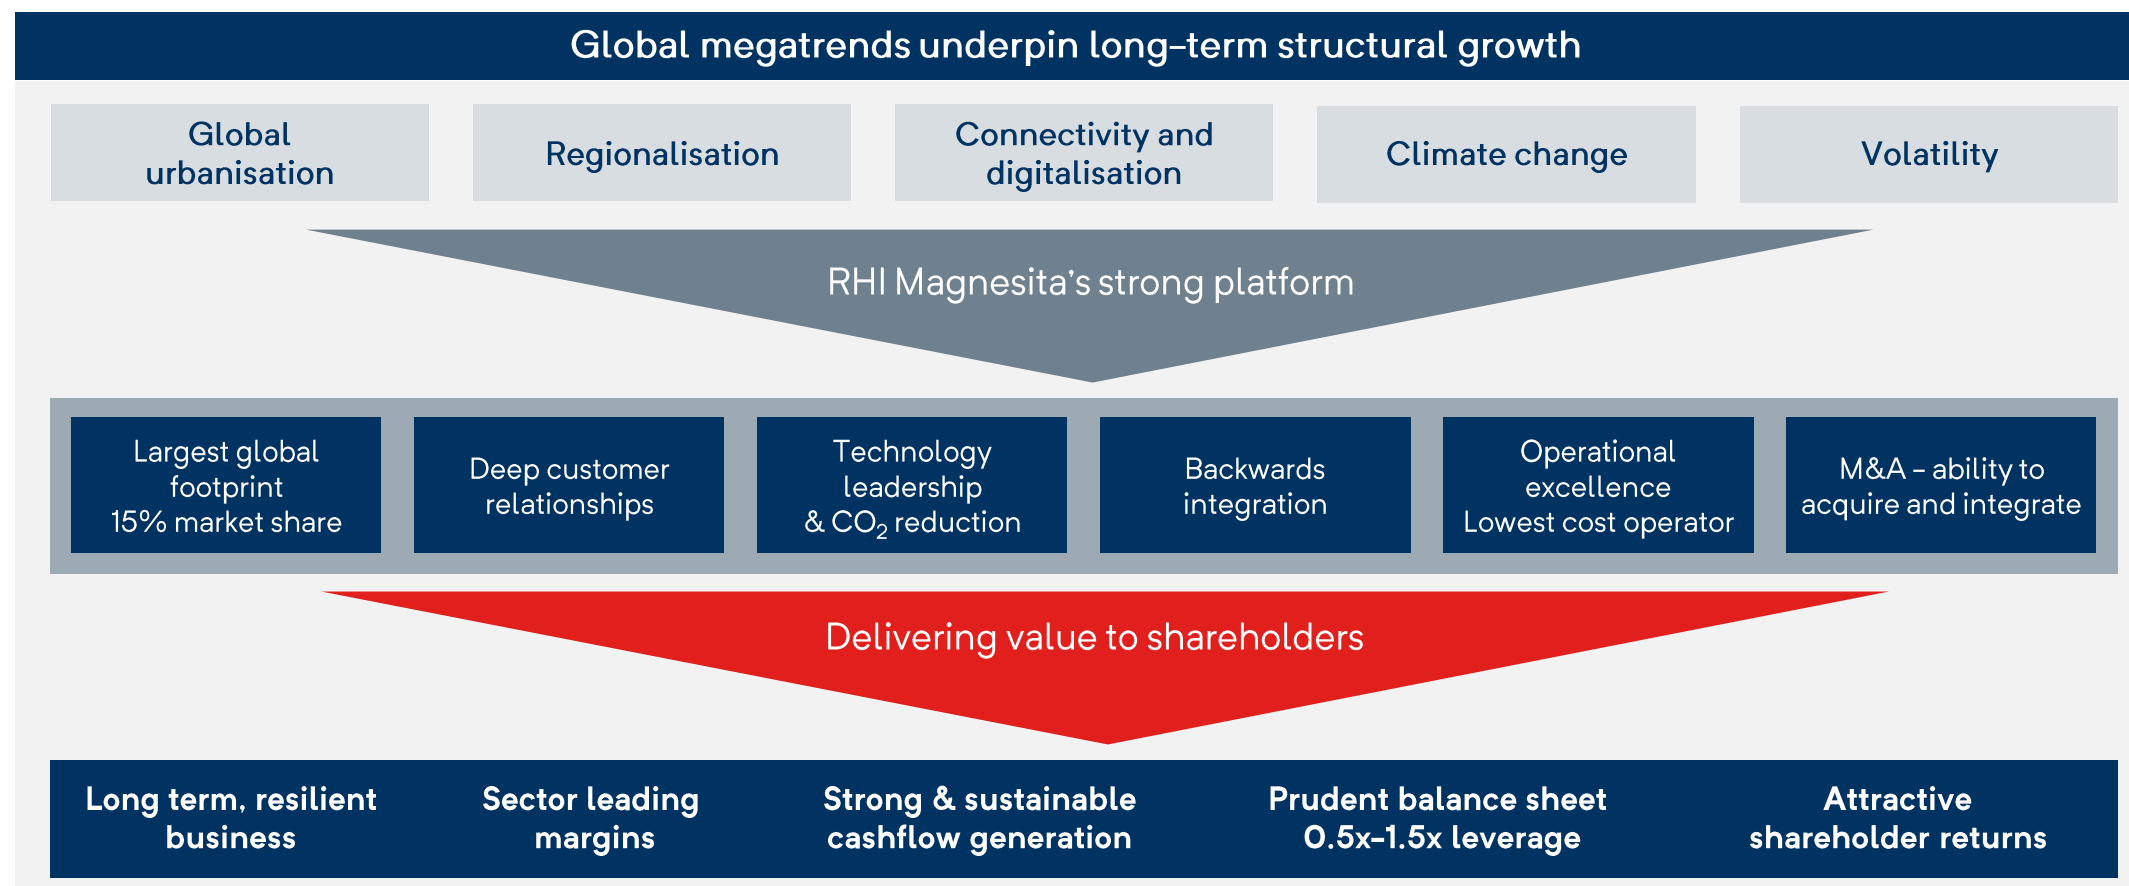 Global megatrends underpin long-term structural growth
Global
urbanisation
Regionalisation
Connectivity and
digitalisation
Climate change
Volatility
RHI Magnesita’s strong platform
Largest global
footprint
15% market share
Deep customer
relationships
Technology
leadership
& CO₂ reduction
Backwards
integration
Operational
excellence
Lowest cost operator
M&A – ability to
acquire and integrate
Delivering value to shareholders
Long term, resilient
business
Sector leading
margins
Strong & sustainable
cashflow generation
Prudent balance sheet
0.5x-1.5x leverage
Attractive
shareholder returns